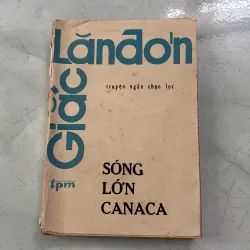 Giắc
Lănđơn
truyện ngắn chọn lọc
SÓNG
LỚN
CANACA
tpm